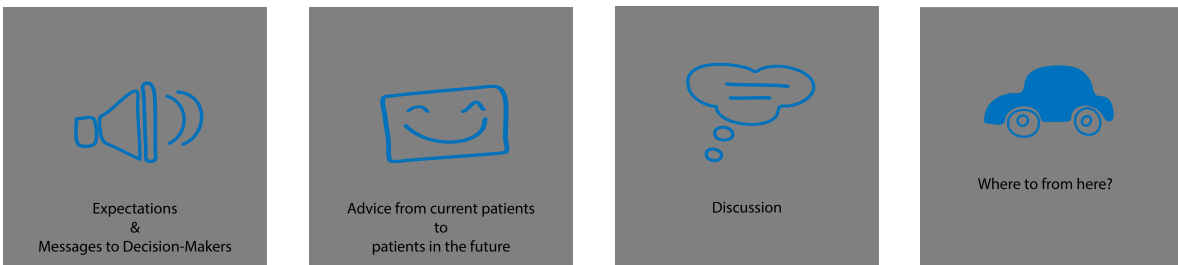 Expectations
&
Messages to Decision-Makers
Advice from current patients
to
patients in the future
Discussion
Where to from here?